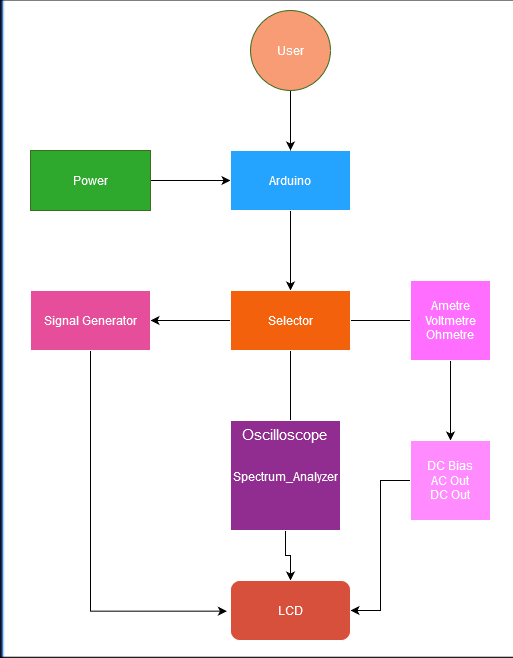 User
Power
Arduino
Signal Generator
Selector
Ametre
Voltmetre
Ohmetre
Oscilloscope
Spectrum_Analyzer
DC Bias
AC Out
DC Out
LCD